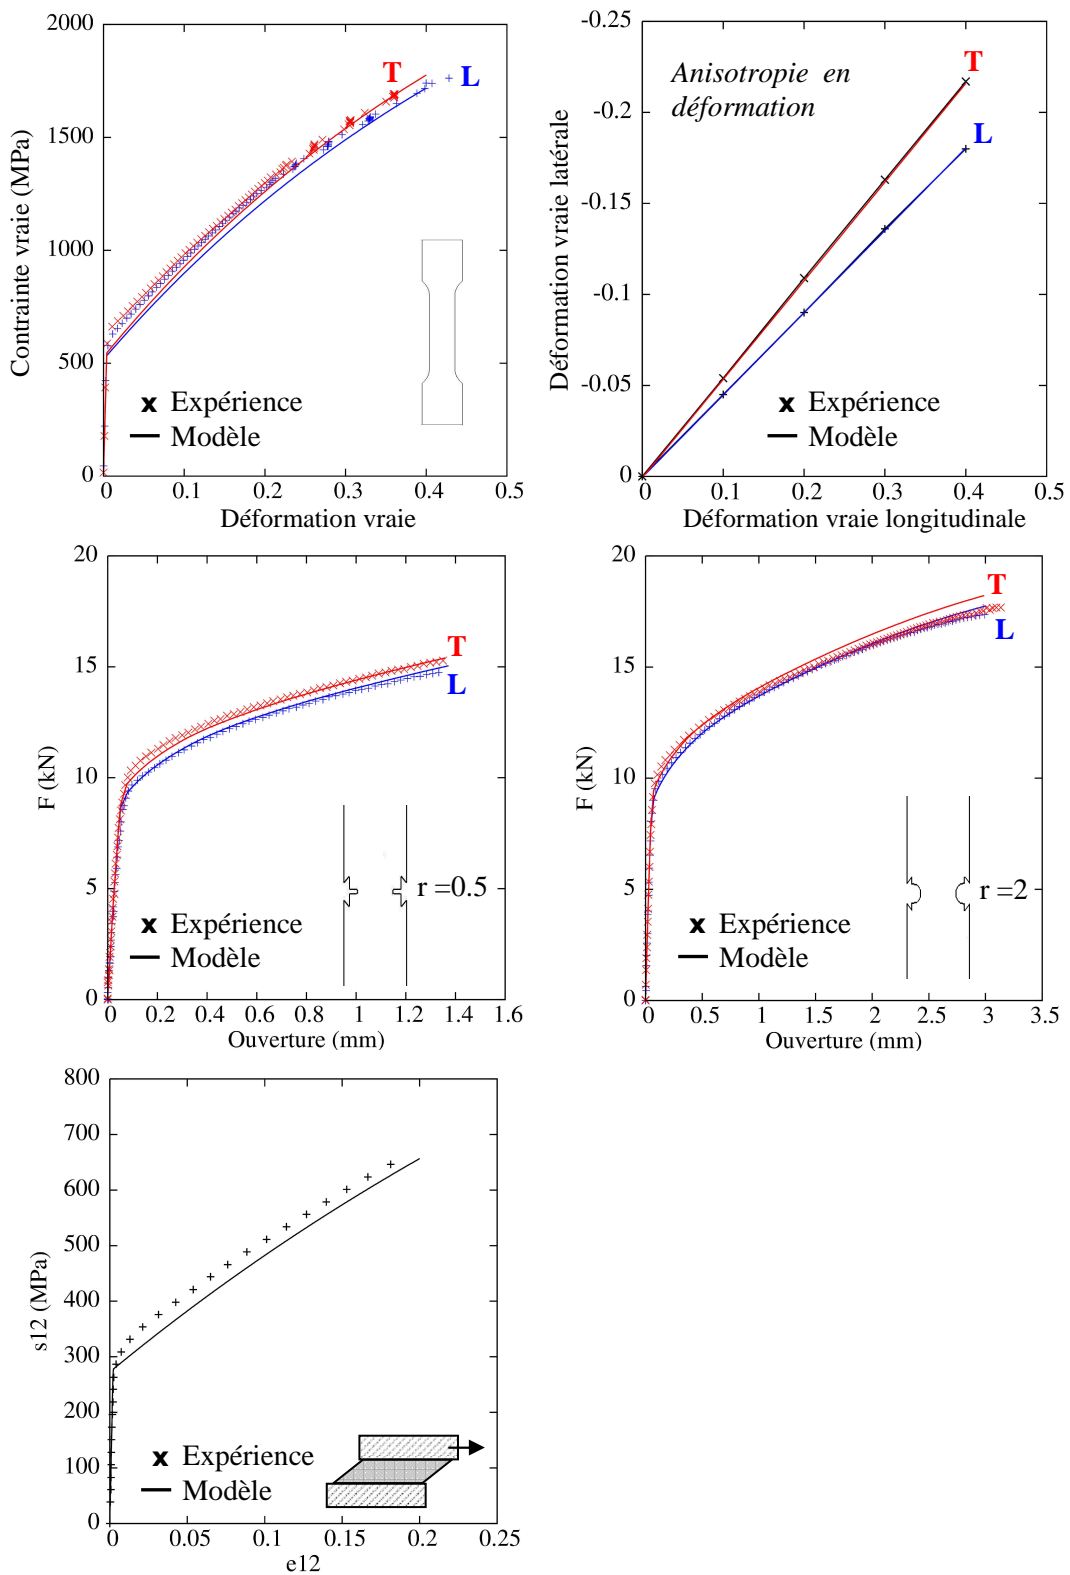 2000
1500
1000
500
0
Contrainte vraie (MPa)
T
L
x Expérience
Modèle
0 0.1 0.2 0.3 0.4 0.5
Déformation vraie
-0.25
-0.2
-0.15
-0.1
-0.05
0
Déformation vraie latérale
Anisotropie en
déformation
T
L
x Expérience
Modèle
0 0.1 0.2 0.3 0.4 0.5
Déformation vraie longitudinale
20
15
10
5
0
F (kN)
T
L
r =0.5
x Expérience
Modèle
0 0.2 0.4 0.6 0.8 1 1.2 1.4 1.6
Ouverture (mm)
20
15
10
5
0
F (kN)
T
L
r =2
x Expérience
Modèle
0 0.5 1 1.5 2 2.5 3 3.5
Ouverture (mm)
800
700
600
500
400
300
200
100
0
s12 (MPa)
x Expérience
Modèle
0 0.05 0.1 0.15 0.2 0.25
e12